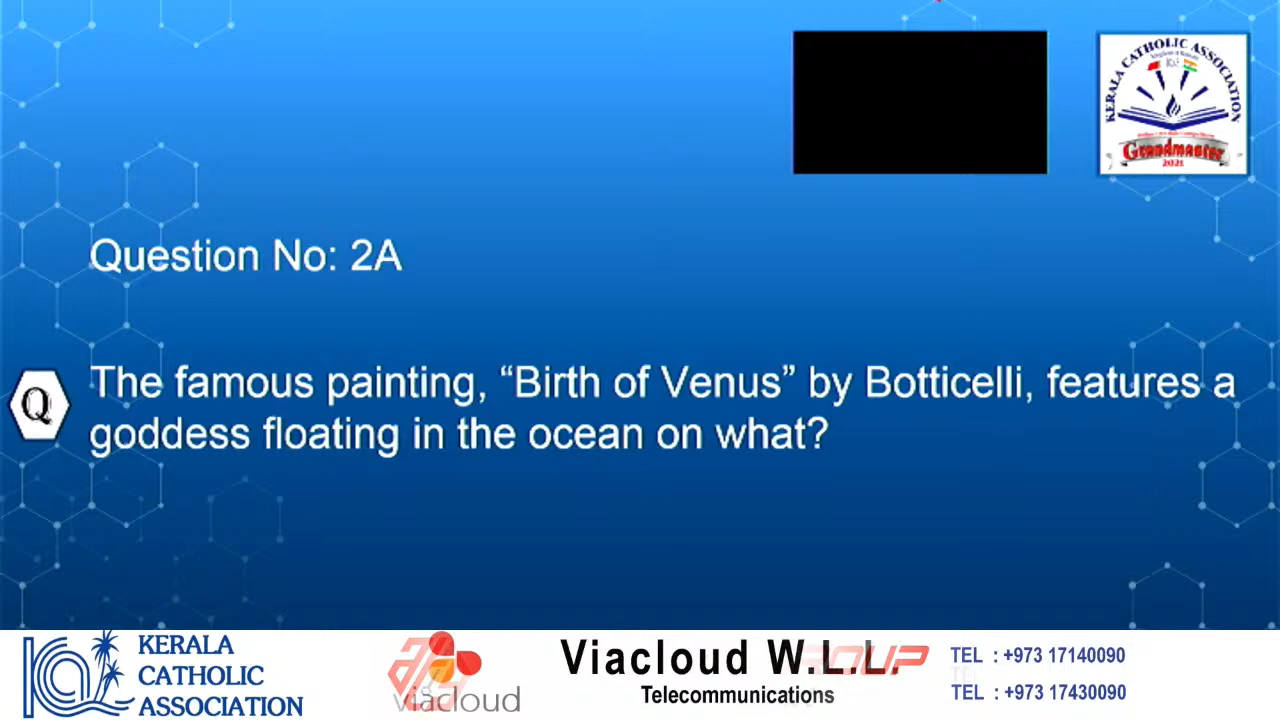 KERALA CATHOLIC ASSOCIATION
Grandmaster
2021
Question No: 2A
Q
The famous painting, “Birth of Venus” by Botticelli, features a
goddess floating in the ocean on what?
KERALA
CATHOLIC
ASSOCIATION
viacloud
Viacloud W.L.L.
Telecommunications
TEL : +973 17140090
TEL : +973 17430090